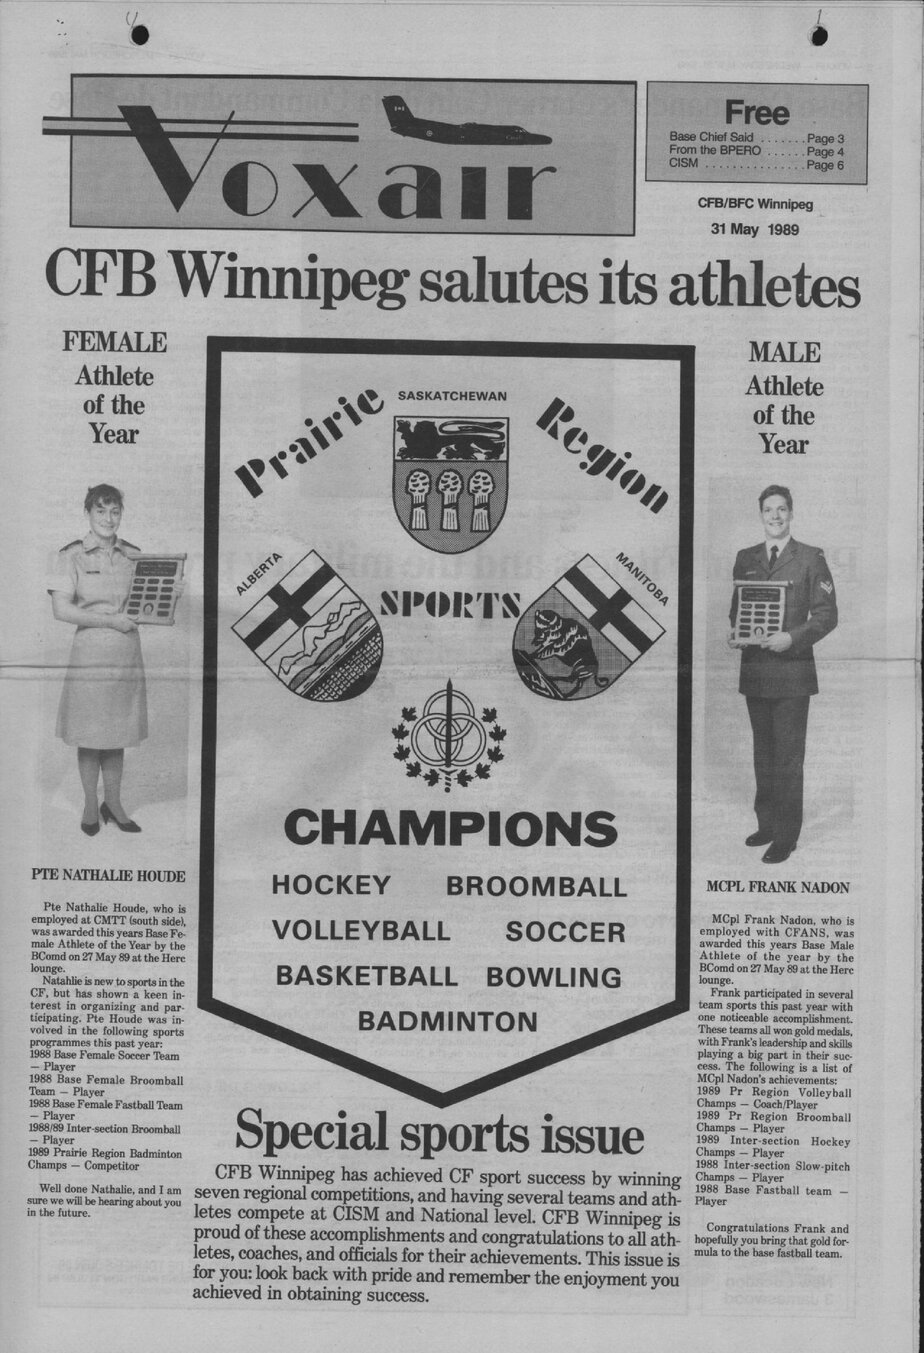 Voxair
Free
Base Chief Said . . . . . . . Page 3
From the BPERO . . . . . . Page 4
CISM . . . . . . . . . . . . . . . Page 6
CFB/BFC Winnipeg
31 May 1989
CFB Winnipeg salutes its athletes
FEMALE
Athlete
of the
Year
PTE NATHALIE HOUDE
Pte Nathalie Houde, who is
employed at CMTT (south side),
was awarded this years Base Fe-
male Athlete of the Year by the
BComd on 27 May 89 at the Herc
lounge.
Natahlie is new to sports in the
CF, but has shown a keen in-
terest in organizing and par-
ticipating. Pte Houde was in-
volved in the following sports
programmes this past year:
1988 Base Female Soccer Team
— Player
1988 Base Female Broomball
Team — Player
1988 Base Female Fastball Team
— Player
1988/89 Inter-section Broomball
— Player
1989 Prairie Region Badminton
Champs — Competitor
Well done Nathalie, and I am
sure we will be hearing about you
in the future.
Prairie Region
SASKATCHEWAN
ALBERTA
MANITOBA
SPORTS
CHAMPIONS
HOCKEY BROOMBALL
VOLLEYBALL SOCCER
BASKETBALL BOWLING
BADMINTON
Special sports issue
CFB Winnipeg has achieved CF sport success by winning
seven regional competitions, and having several teams and ath-
letes compete at CISM and National level. CFB Winnipeg is
proud of these accomplishments and congratulations to all ath-
letes, coaches, and officials for their achievements. This issue is
for you: look back with pride and remember the enjoyment you
achieved in obtaining success.
MALE
Athlete
of the
Year
MCPL FRANK NADON
MCpl Frank Nadon, who is
employed with CFANS, was
awarded this years Base Male
Athlete of the year by the
BComd on 27 May 89 at the Herc
lounge.
Frank participated in several
team sports this past year with
one noticeable accomplishment.
These teams all won gold medals,
with Frank's leadership and skills
playing a big part in their suc-
cess. The following is a list of
MCpl Nadon's achievements:
1989 Pr Region Volleyball
Champs — Coach/Player
1989 Pr Region Broomball
Champs — Player
1989 Inter-section Hockey
Champs — Player
1988 Inter-section Slow-pitch
Champs — Player
1988 Base Fastball team —
Player
Congratulations Frank and
hopefully you bring that gold for-
mula to the base fastball team.